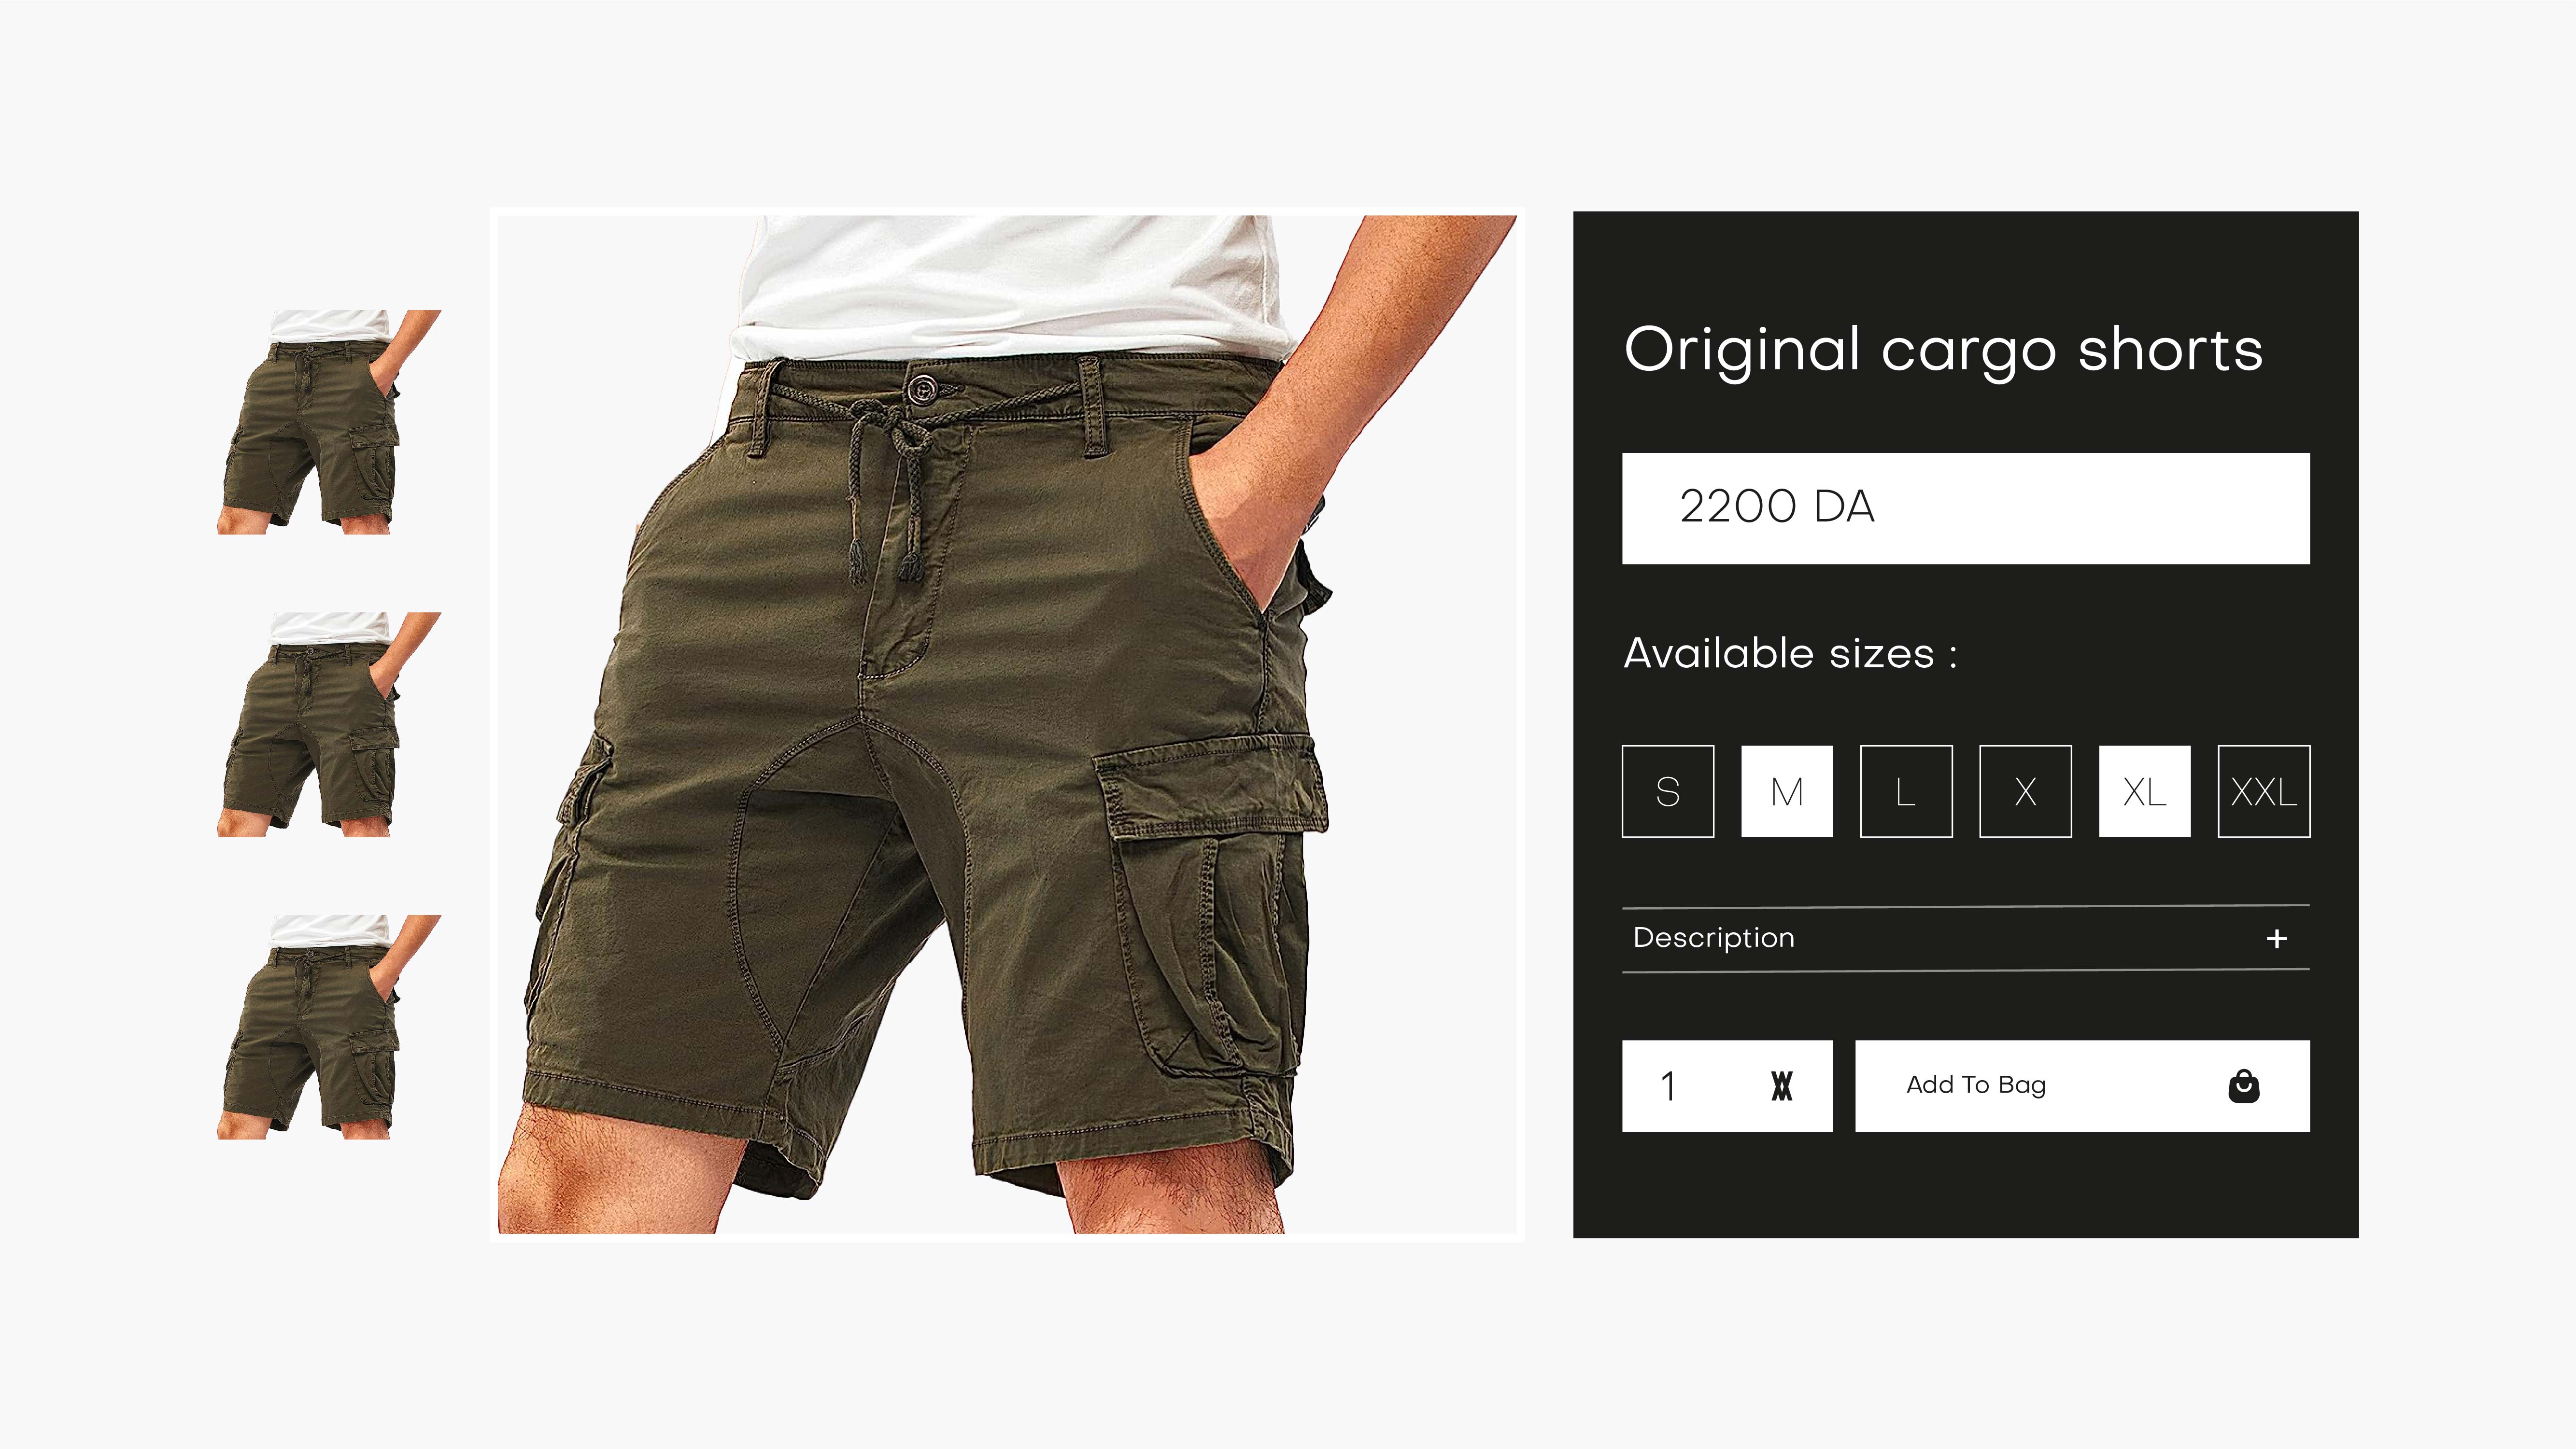 Original cargo shorts
2200 DA
Available sizes :
S M L X XL XXL
Description +
1
Add To Bag